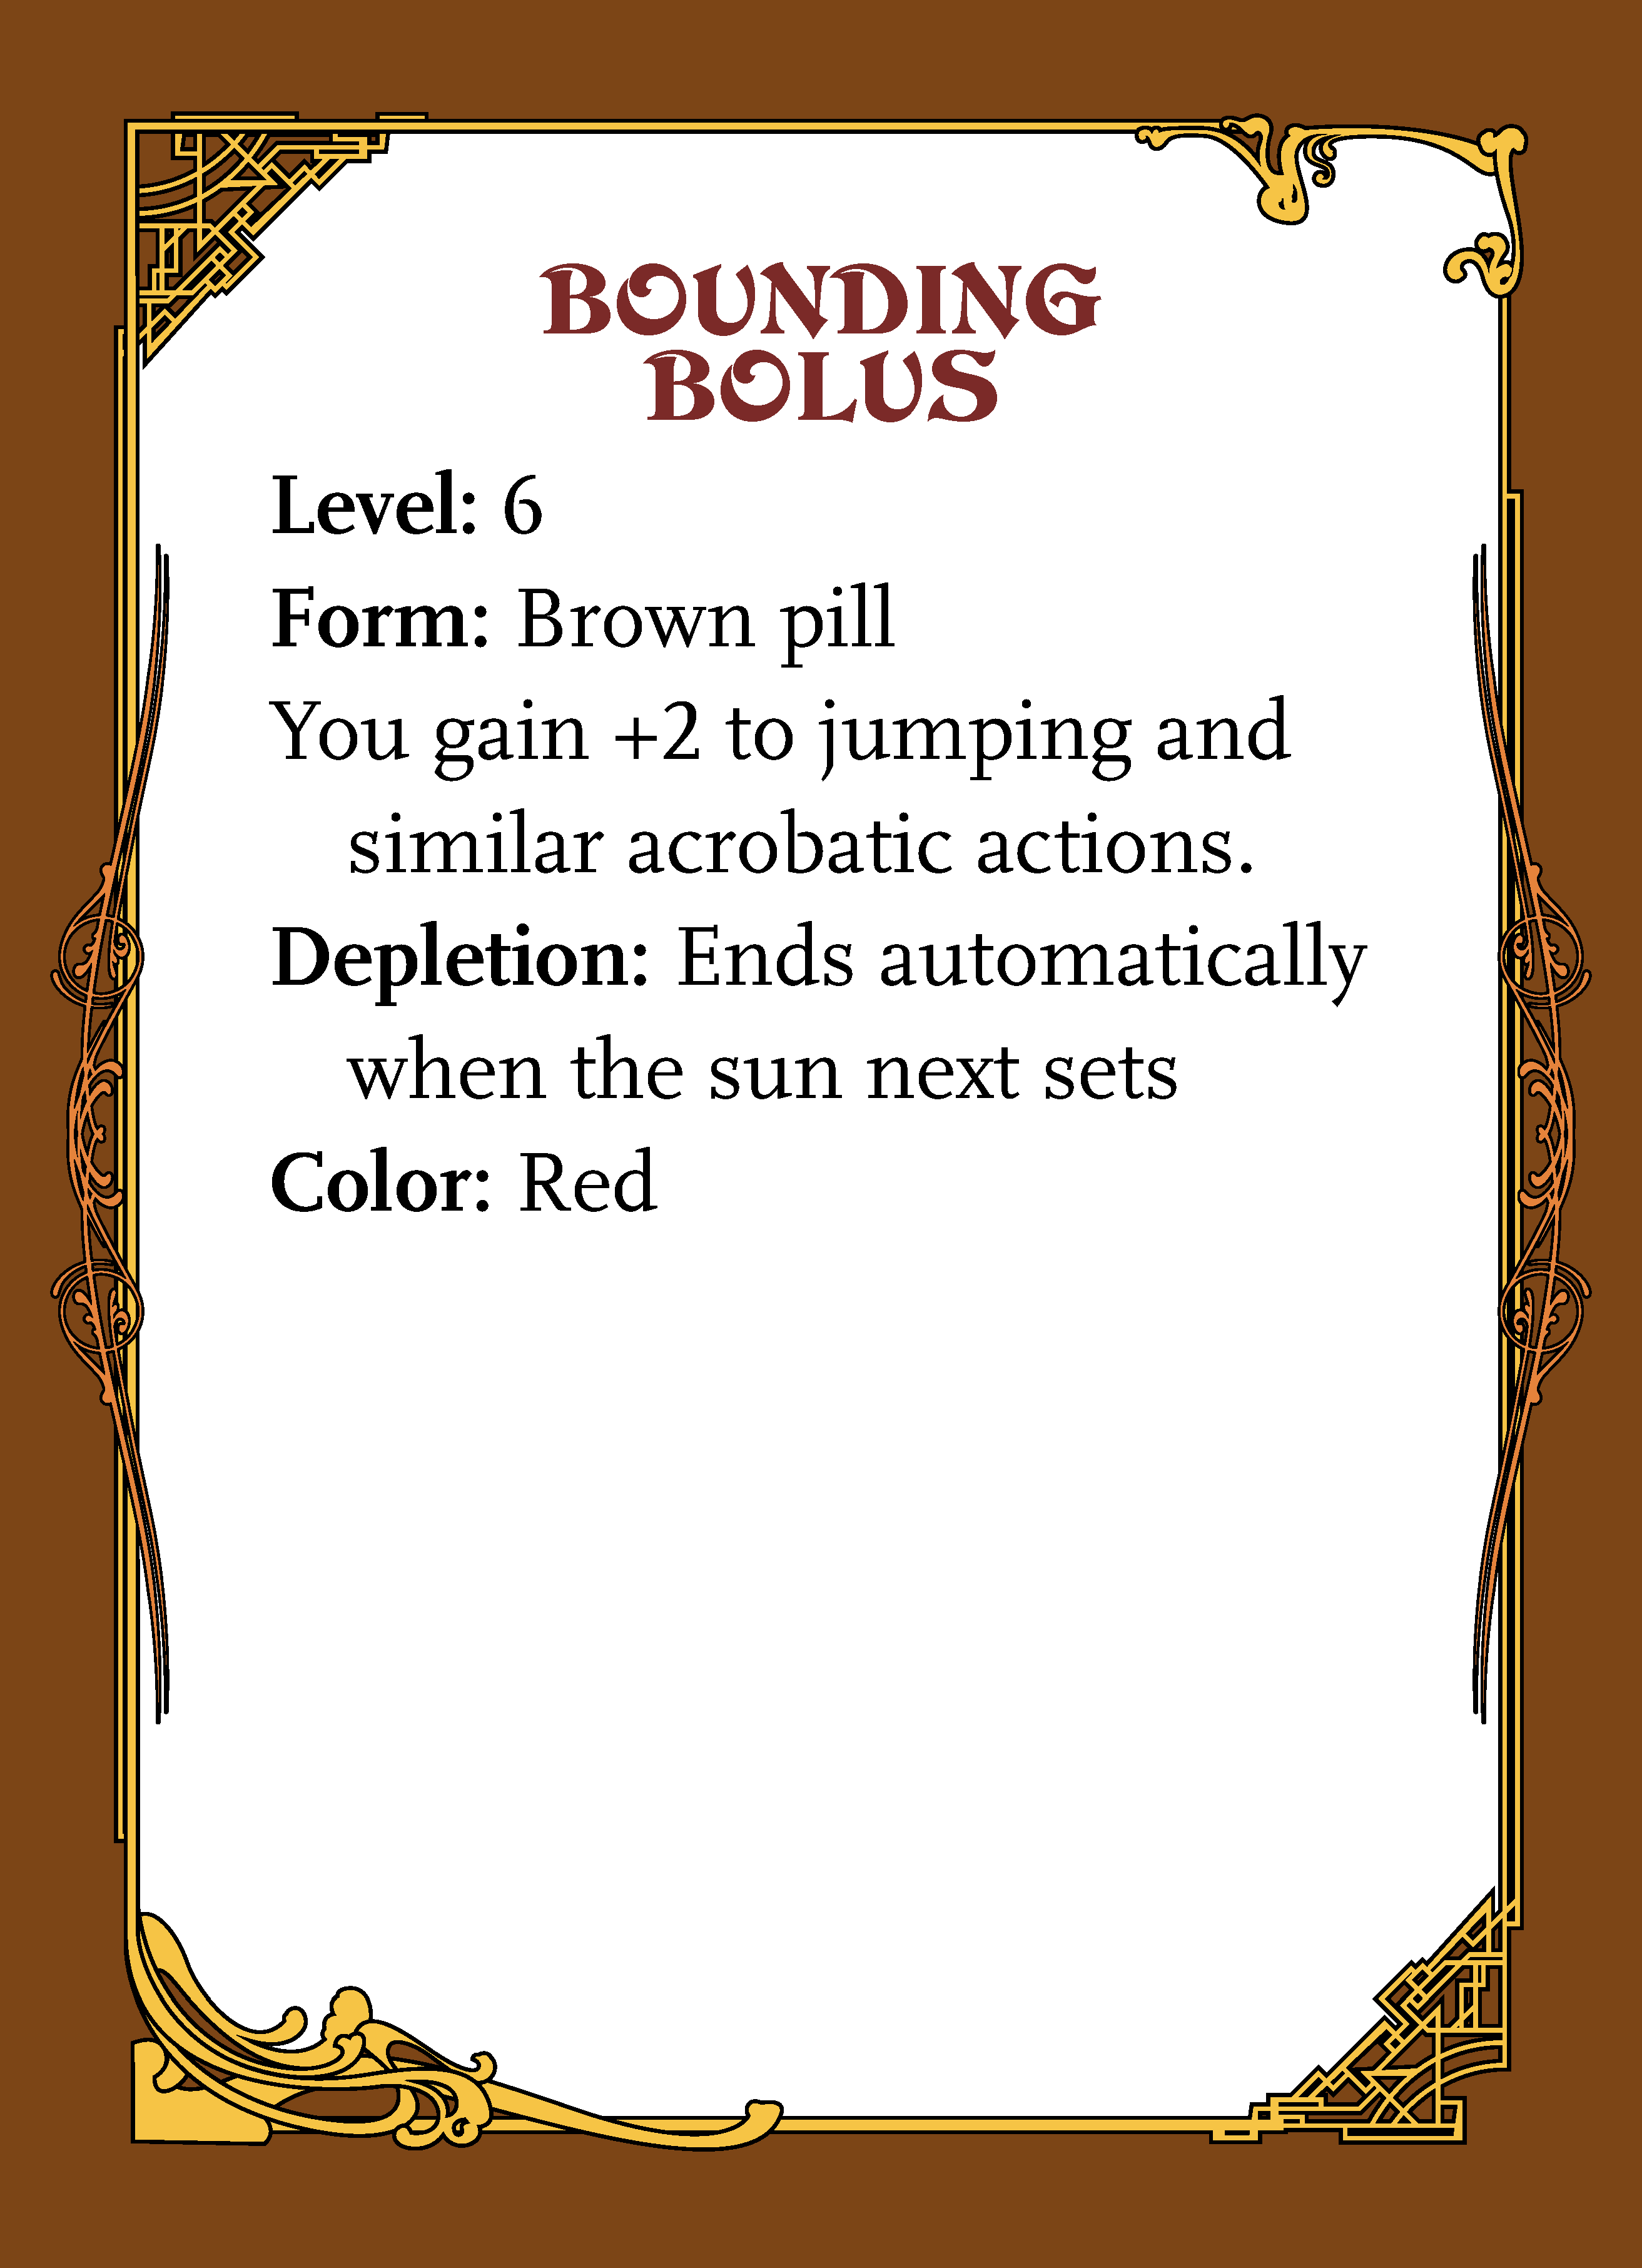 BOUNDING
BOLUS
Level: 6
Form: Brown pill
You gain +2 to jumping and
similar acrobatic actions.
Depletion: Ends automatically
when the sun next sets
Color: Red